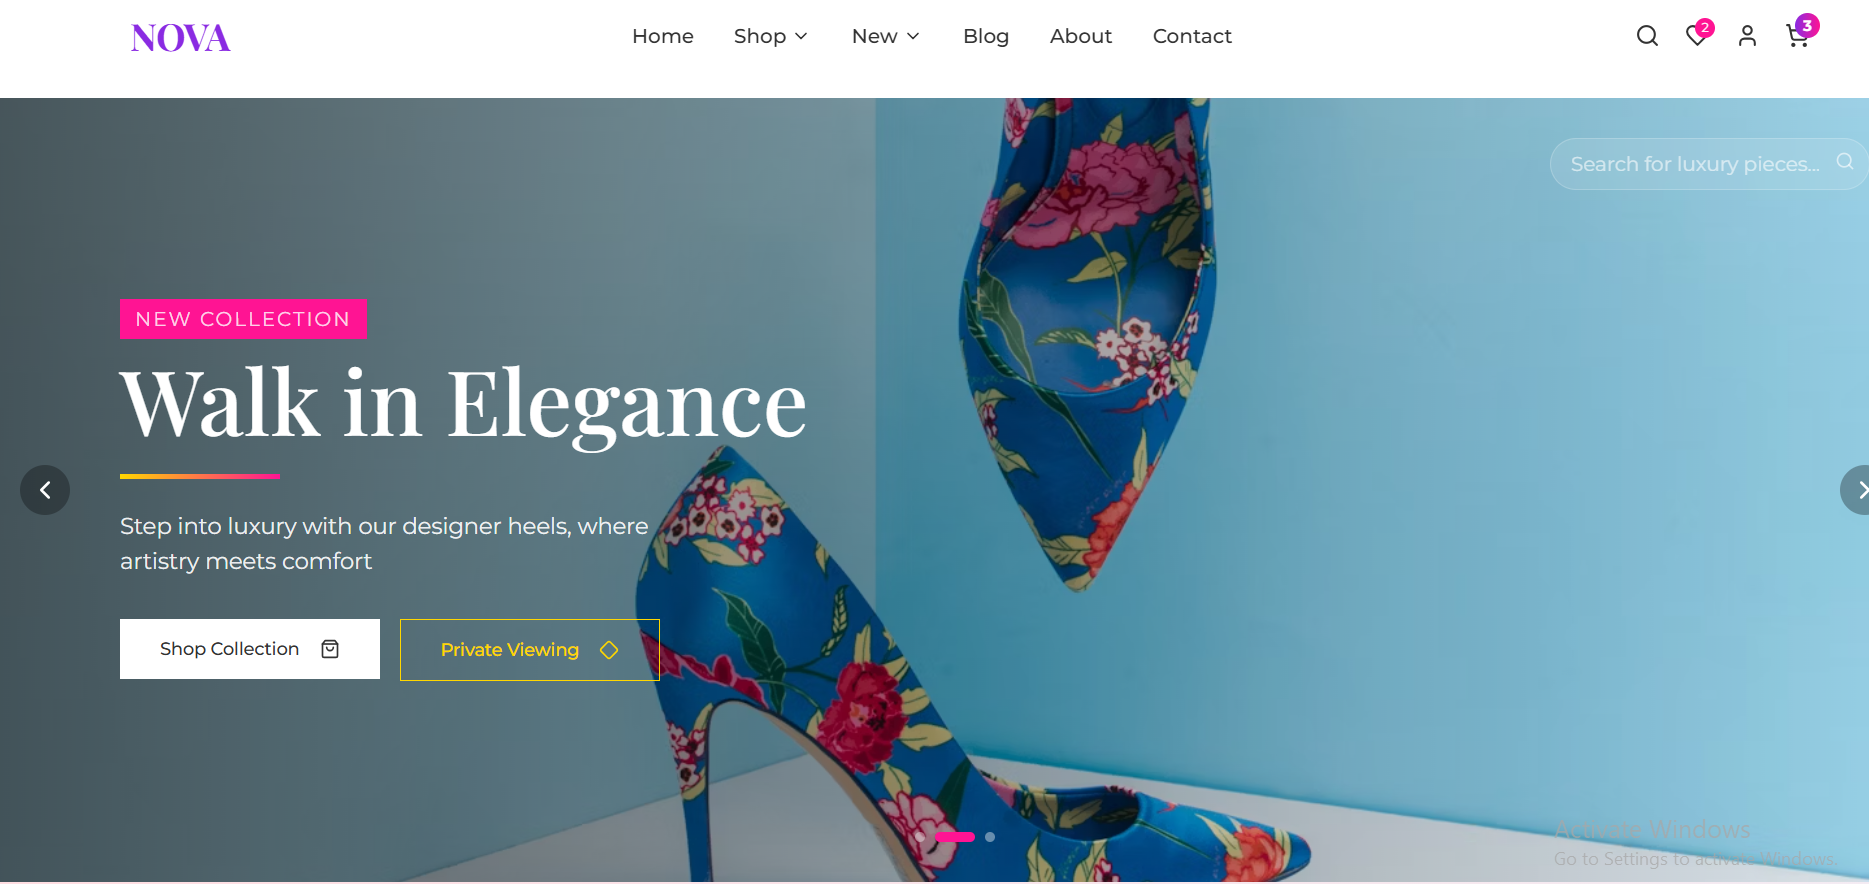 NOVA
Home Shop New Blog About Contact
2
3
Search for luxury pieces...
NEW COLLECTION
Walk in Elegance
Step into luxury with our designer heels, where
artistry meets comfort
Shop Collection
Private Viewing
Activate Windows
Go to Settings to activate Windows.